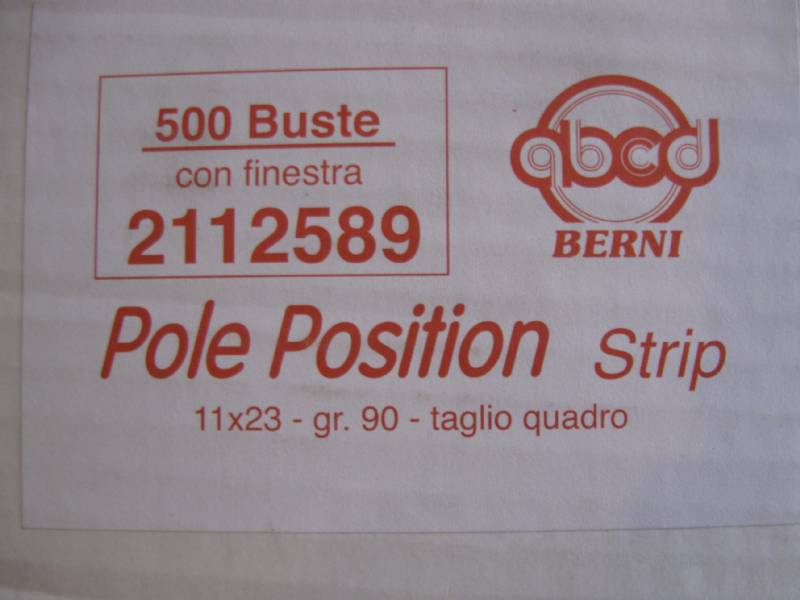 500 Buste
con finestra
2112589
abcd
BERNI
Pole Position Strip
11x23 - gr. 90 - taglio quadro